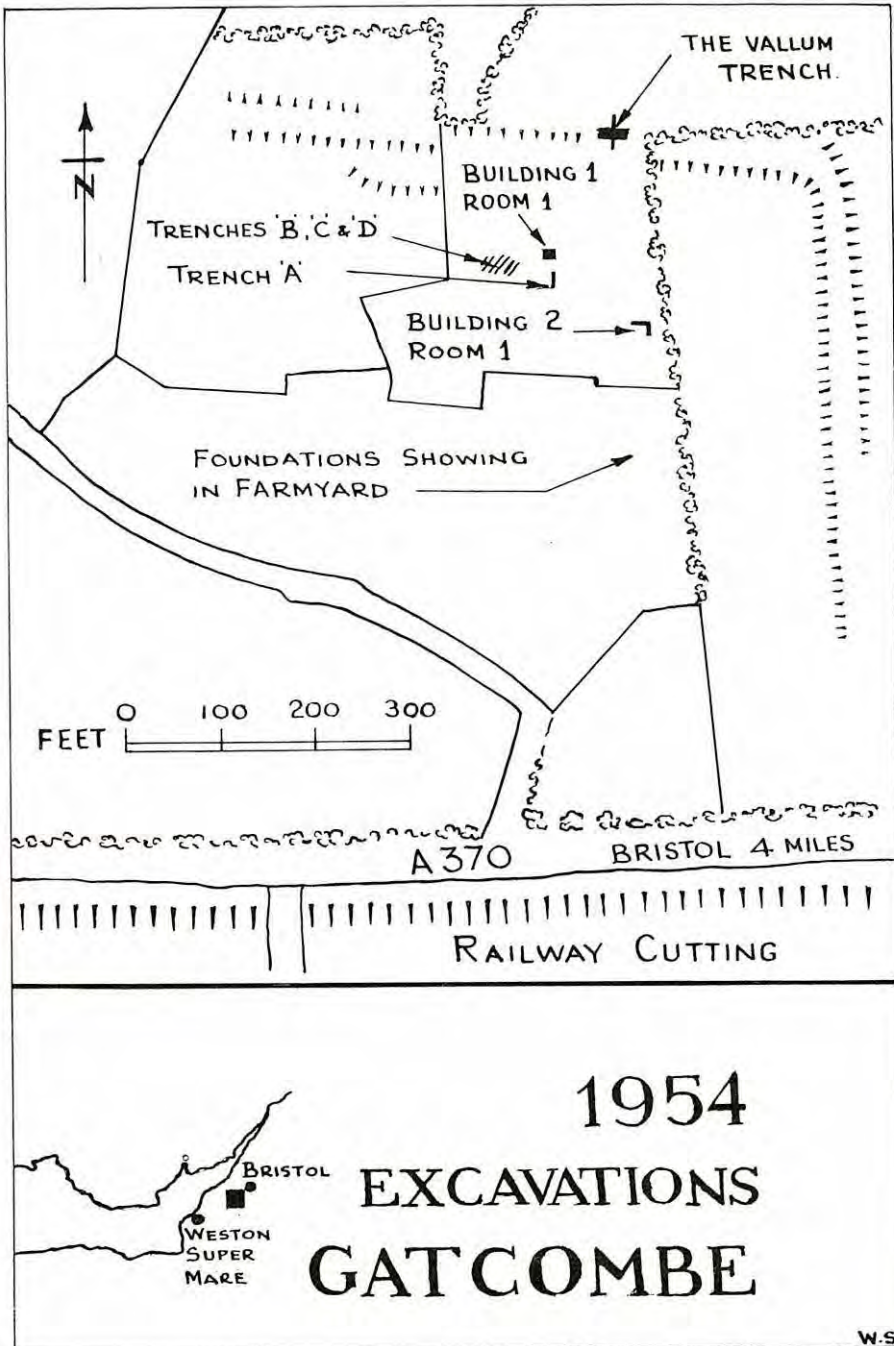 THE VALLUM
TRENCH.
N
BUILDING 1
ROOM 1
TRENCHES 'B', 'C' & 'D'
TRENCH 'A'
BUILDING 2
ROOM 1
FOUNDATIONS SHOWING
IN FARMYARD
0 100 200 300
FEET
A 370
BRISTOL 4 MILES
RAILWAY CUTTING
1954
EXCAVATIONS
GATCOMBE
BRISTOL
WESTON
SUPER
MARE
W.S